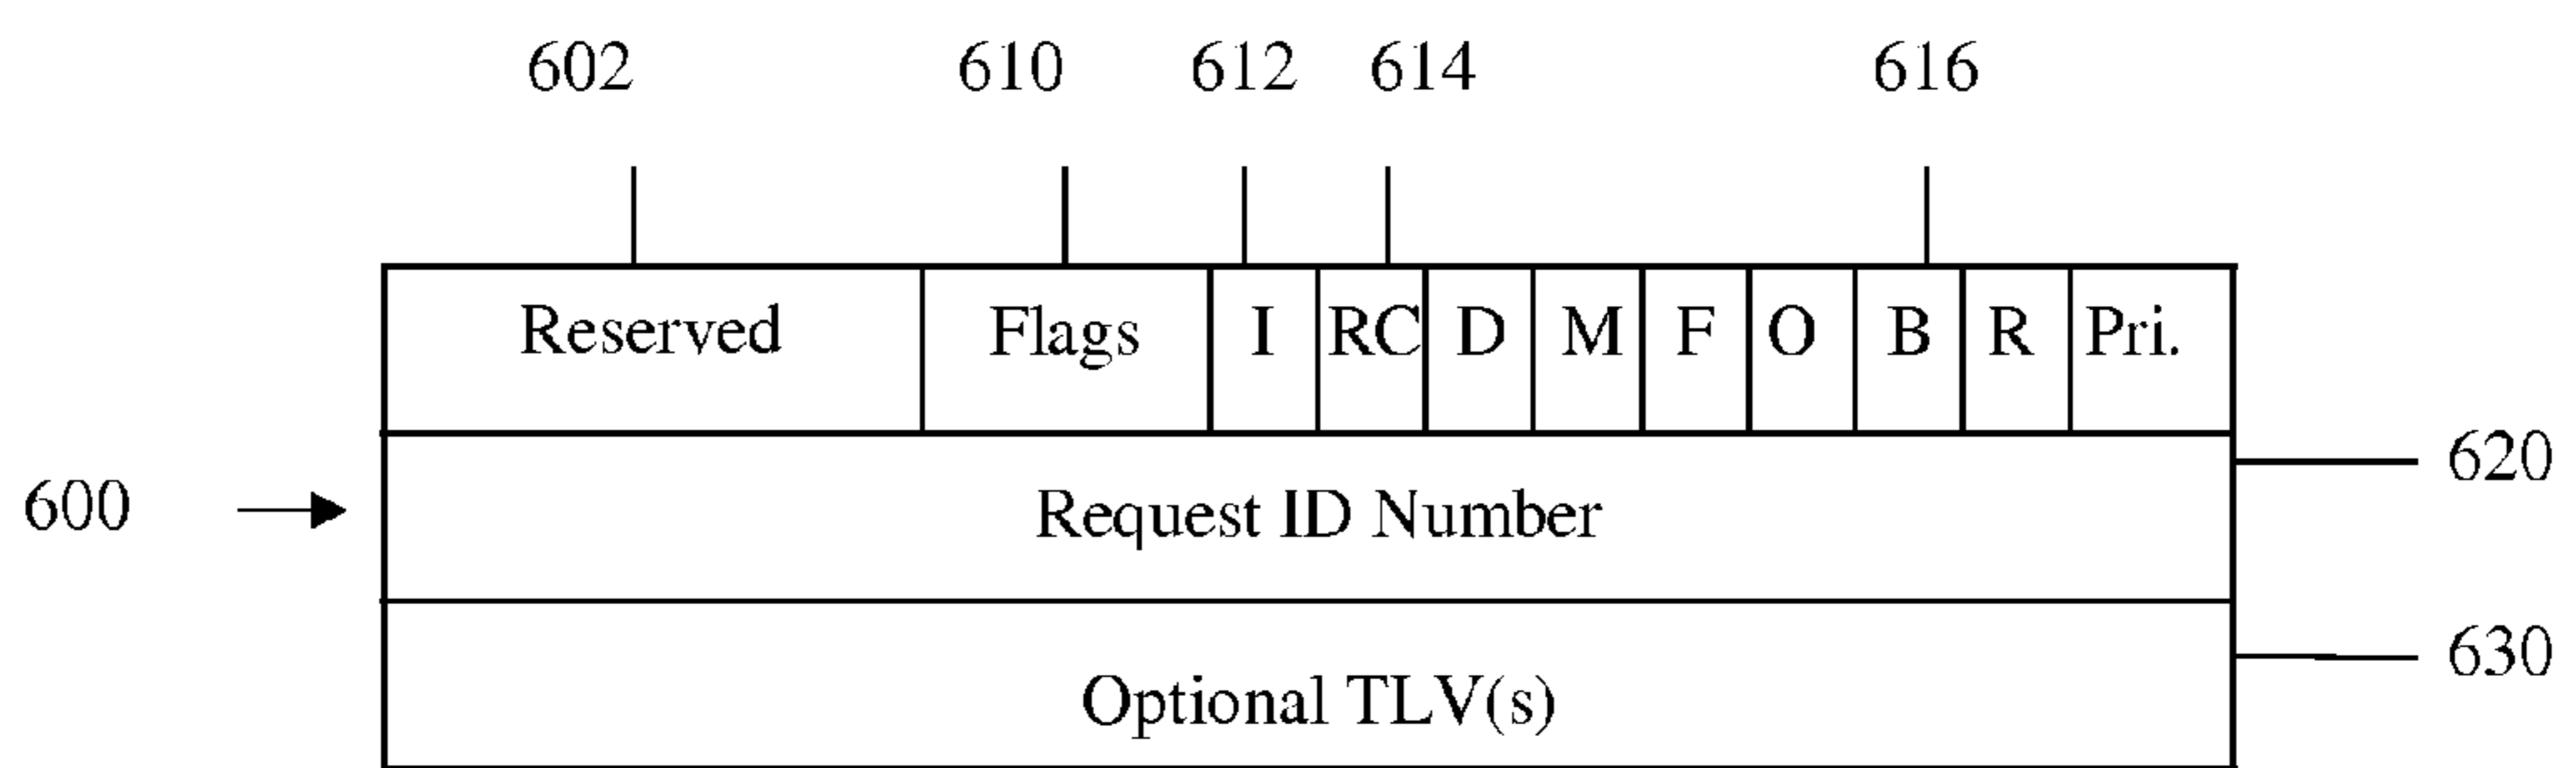 602 610 612 614 616
Reserved Flags I RC D M F O B R Pri.
620
600 Request ID Number
630
Optional TLV(s)